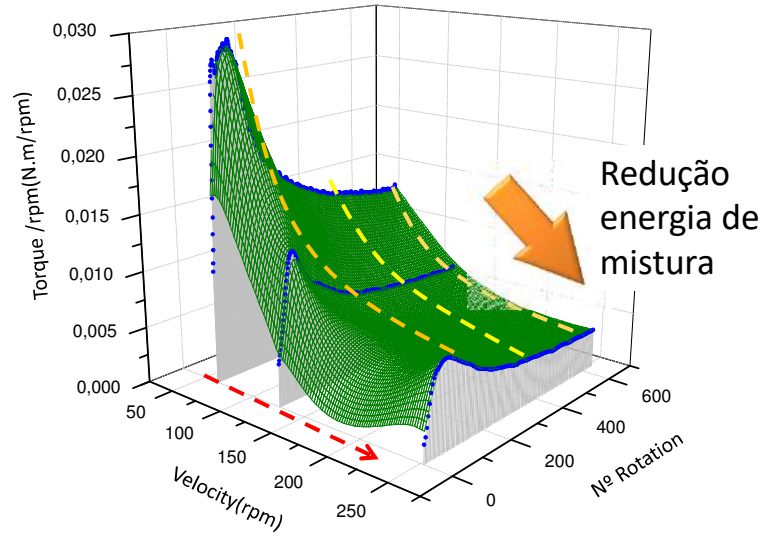 0,030
0,025
0,020
0,015
0,010
0,005
0,000
Torque /rpm(N.m/rpm)
50
100
150
200
250
Velocity(rpm)
0
200
400
600
Nº Rotation
Redução
energia de
mistura